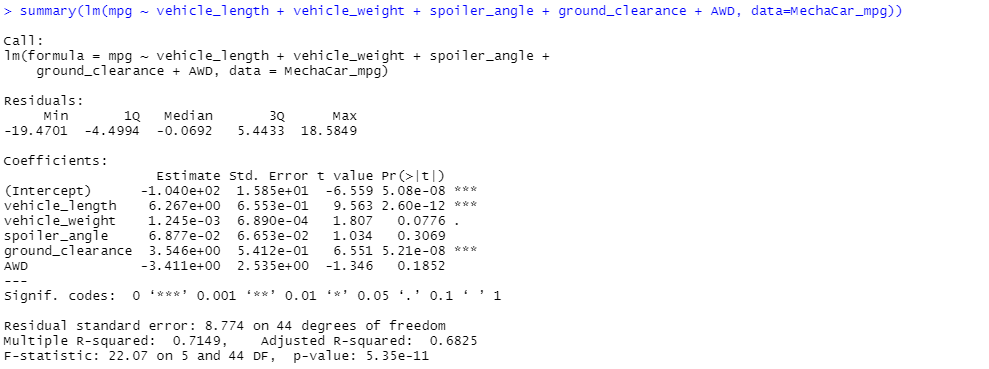 > summary(lm(mpg ~ vehicle_length + vehicle_weight + spoiler_angle + ground_clearance + AWD, data=MechaCar_mpg))
Call:
lm(formula = mpg ~ vehicle_length + vehicle_weight + spoiler_angle +
    ground_clearance + AWD, data = MechaCar_mpg)
Residuals:
     Min       1Q   Median       3Q      Max
-19.4701  -4.4994  -0.0692   5.4433  18.5849
Coefficients:
                   Estimate Std. Error t value Pr(>|t|)
(Intercept)      -1.040e+02  1.585e+01  -6.559 5.08e-08 ***
vehicle_length    6.267e+00  6.553e-01   9.563 2.60e-12 ***
vehicle_weight    1.245e-03  6.890e-04   1.807   0.0776 .
spoiler_angle     6.877e-02  6.653e-02   1.034   0.3069
ground_clearance  3.546e+00  5.412e-01   6.551 5.21e-08 ***
AWD              -3.411e+00  2.535e+00  -1.346   0.1852
---
Signif. codes:  0 ‘***’ 0.001 ‘**’ 0.01 ‘*’ 0.05 ‘.’ 0.1 ‘ ’ 1
Residual standard error: 8.774 on 44 degrees of freedom
Multiple R-squared:  0.7149,    Adjusted R-squared:  0.6825
F-statistic: 22.07 on 5 and 44 DF,  p-value: 5.35e-11